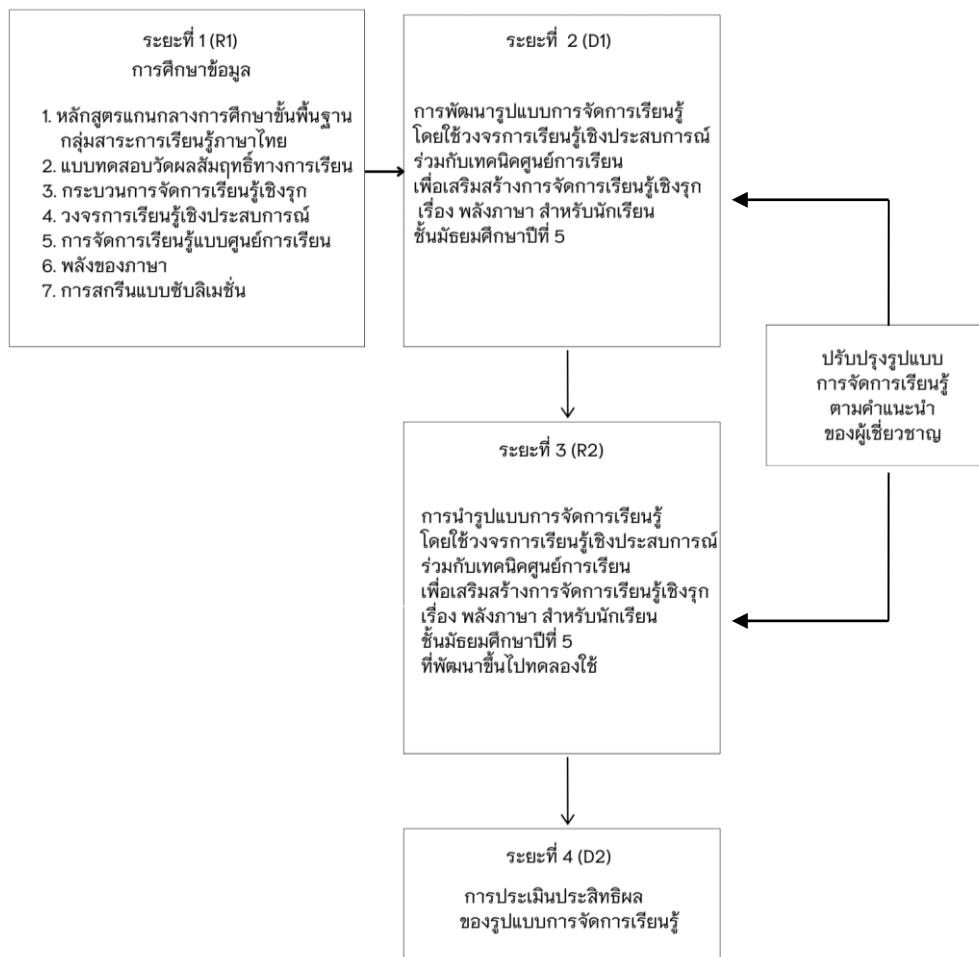 ระยะที่ 1 (R1)
การศึกษาข้อมูล
1. หลักสูตรแกนกลางการศึกษาขั้นพื้นฐาน
กลุ่มสาระการเรียนรู้ภาษาไทย
2. แบบทดสอบวัดผลสัมฤทธิ์ทางการเรียน
3. กระบวนการจัดการเรียนรู้เชิงรุก
4. วงจรการเรียนรู้เชิงประสบการณ์
5. การจัดการเรียนรู้แบบศูนย์การเรียน
6. พลังของภาษา
7. การสกรีนแบบซับลิเมชั่น
ระยะที่ 2 (D1)
การพัฒนารูปแบบการจัดการเรียนรู้
โดยใช้วงจรการเรียนรู้เชิงประสบการณ์
ร่วมกับเทคนิคศูนย์การเรียน
เพื่อเสริมสร้างการจัดการเรียนรู้เชิงรุก
เรื่อง พลังภาษา สำหรับนักเรียน
ชั้นมัธยมศึกษาปีที่ 5
ปรับปรุงรูปแบบ
การจัดการเรียนรู้
ตามคำแนะนำ
ของผู้เชี่ยวชาญ
ระยะที่ 3 (R2)
การนำรูปแบบการจัดการเรียนรู้
โดยใช้วงจรการเรียนรู้เชิงประสบการณ์
ร่วมกับเทคนิคศูนย์การเรียน
เพื่อเสริมสร้างการจัดการเรียนรู้เชิงรุก
เรื่อง พลังภาษา สำหรับนักเรียน
ชั้นมัธยมศึกษาปีที่ 5
ที่พัฒนาขึ้นไปทดลองใช้
ระยะที่ 4 (D2)
การประเมินประสิทธิผล
ของรูปแบบการจัดการเรียนรู้